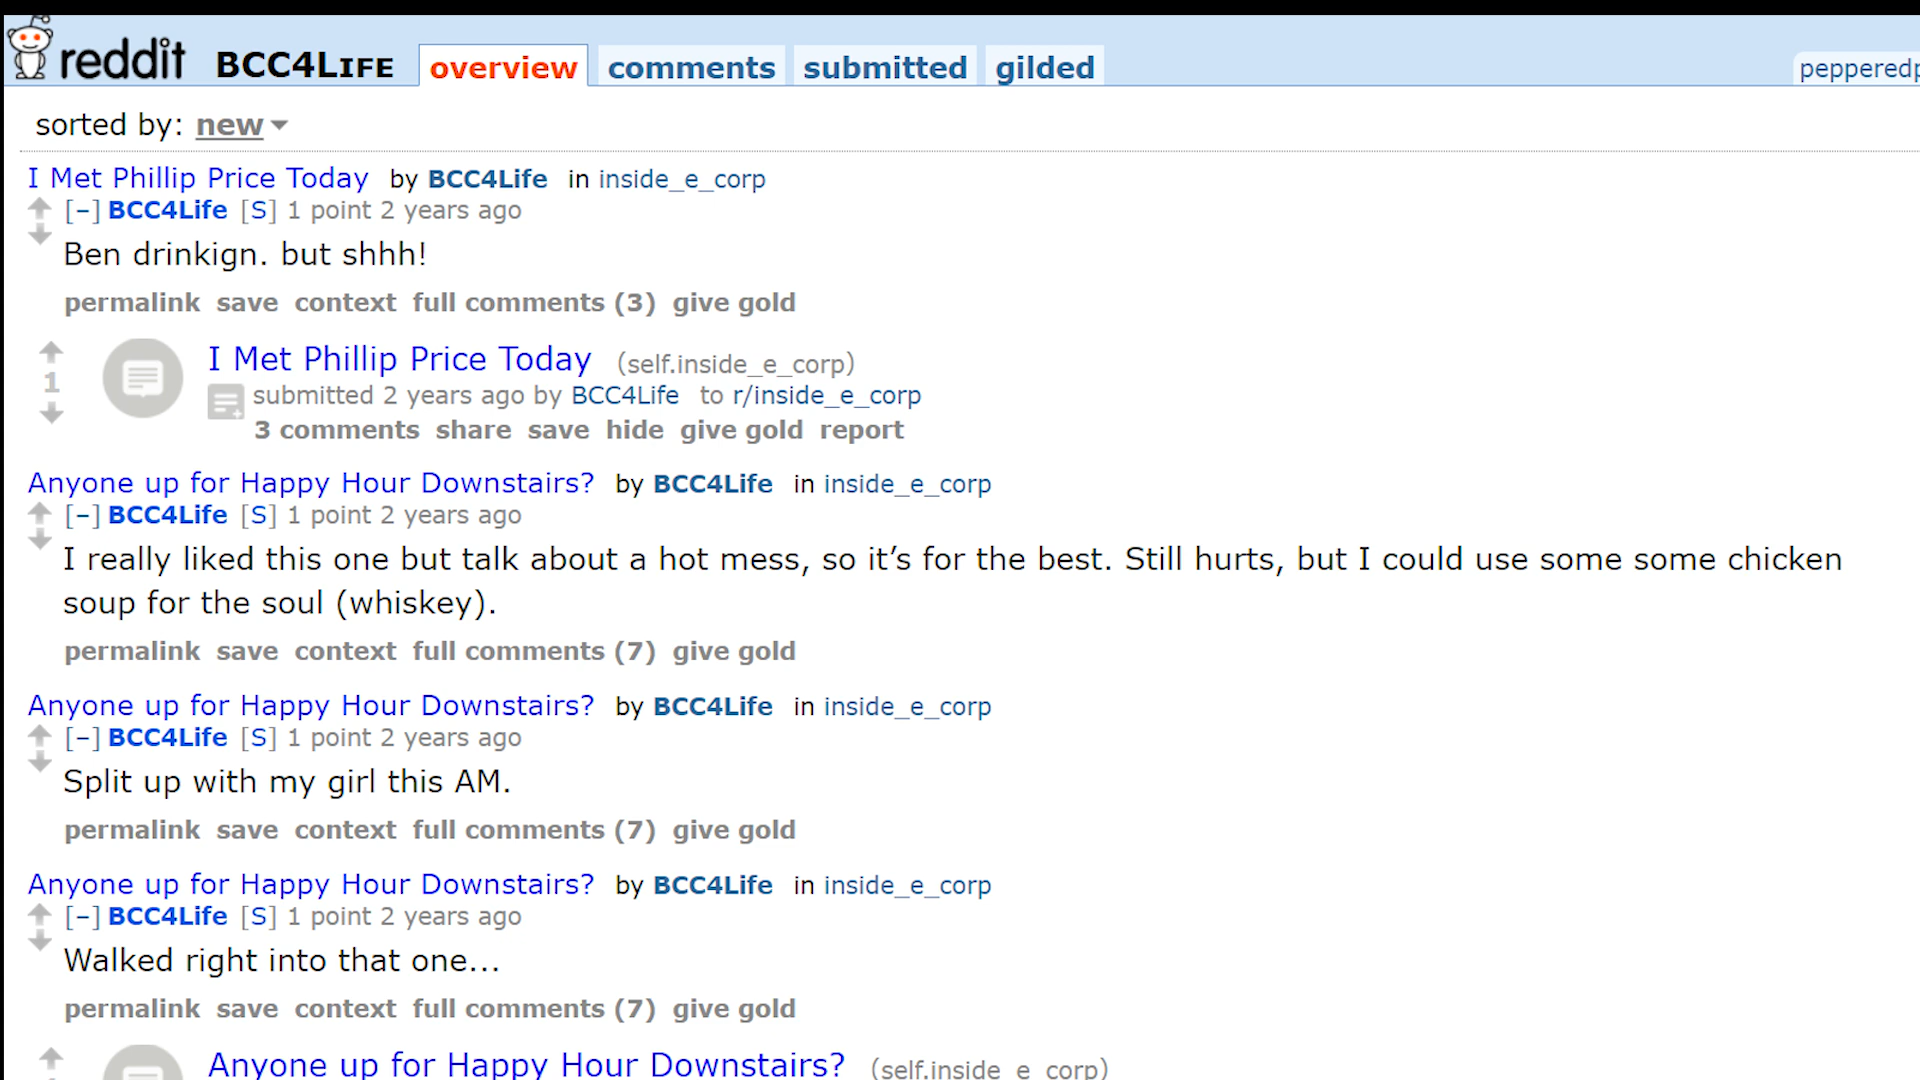 reddit BCC4LIFE overview comments submitted gilded pepperedp
sorted by: new
I Met Phillip Price Today by BCC4Life in inside_e_corp
[–] BCC4Life [S] 1 point 2 years ago
Ben drinkign. but shhh!
permalink save context full comments (3) give gold
I Met Phillip Price Today (self.inside_e_corp)
1
submitted 2 years ago by BCC4Life to r/inside_e_corp
3 comments share save hide give gold report
Anyone up for Happy Hour Downstairs? by BCC4Life in inside_e_corp
[–] BCC4Life [S] 1 point 2 years ago
I really liked this one but talk about a hot mess, so it’s for the best. Still hurts, but I could use some some chicken
soup for the soul (whiskey).
permalink save context full comments (7) give gold
Anyone up for Happy Hour Downstairs? by BCC4Life in inside_e_corp
[–] BCC4Life [S] 1 point 2 years ago
Split up with my girl this AM.
permalink save context full comments (7) give gold
Anyone up for Happy Hour Downstairs? by BCC4Life in inside_e_corp
[–] BCC4Life [S] 1 point 2 years ago
Walked right into that one...
permalink save context full comments (7) give gold
Anyone up for Happy Hour Downstairs? (self.inside_e_corp)